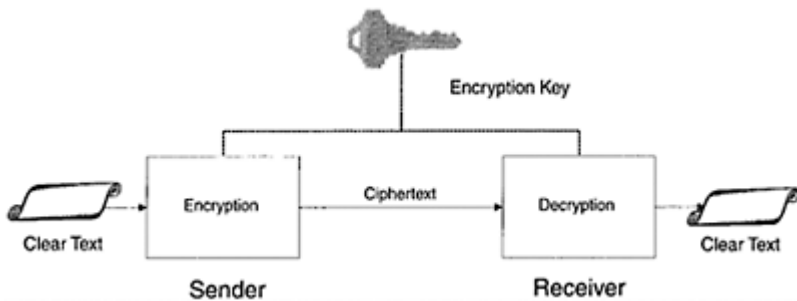 Encryption Key
Encryption
Ciphertext
Decryption
Clear Text
Clear Text
Sender
Receiver